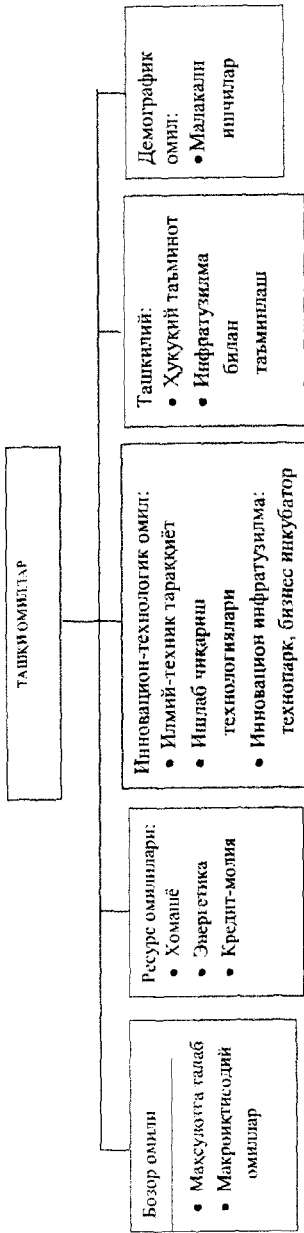 ТАШҚИ ОМИЛЛАР
Бозор омили
• Маҳсулотга талаб
• Макроиқтисодий
омиллар
Ресурс омилилари:
• Хомашё
• Энергетика
• Кредит-молия
Инновацион-технологик омил:
• Илмий-техник тараққиёт
• Ишлаб чиқариш
технологиялари
• Инновацион инфратузилма:
технопарк, бизнес инкубатор
Ташкилий:
• Ҳуқуқий таъминот
• Инфратузилма
билан
таъминлаш
Демографик
омил:
• Малакали
ишчилар